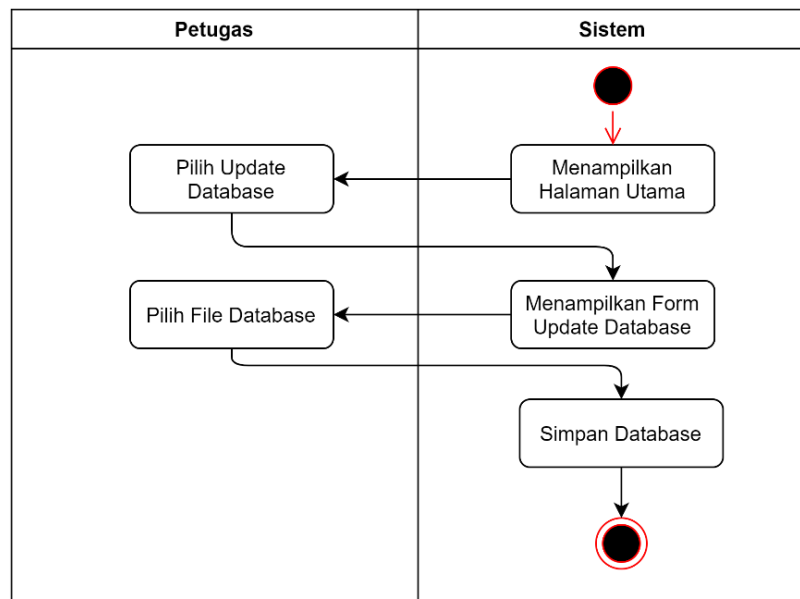 Petugas
Sistem
Pilih Update
Database
Menampilkan
Halaman Utama
Pilih File Database
Menampilkan Form
Update Database
Simpan Database